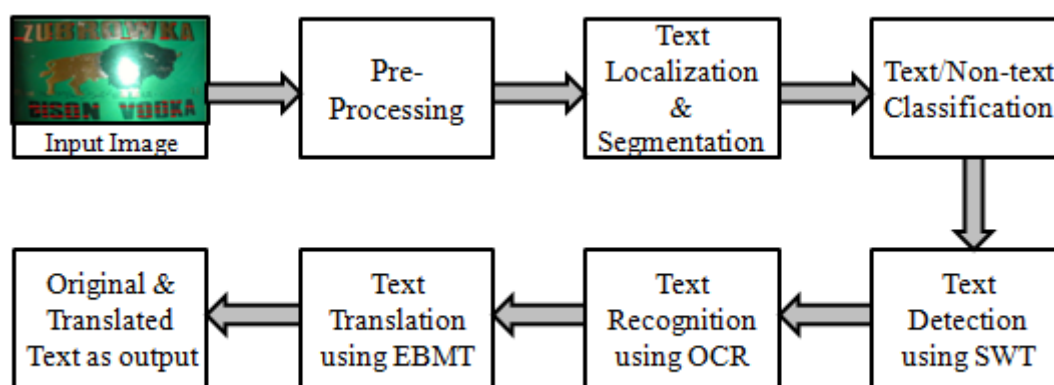 ZUBROWKA
BISON VODKA
Input Image
Pre-
Processing
Text
Localization
&
Segmentation
Text/Non-text
Classification
Text
Detection
using SWT
Text
Recognition
using OCR
Text
Translation
using EBMT
Original &
Translated
Text as output